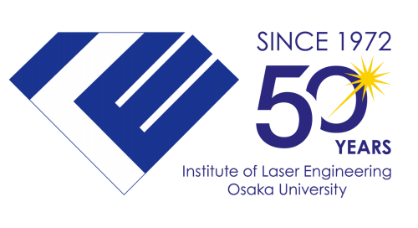 SINCE 1972
50
YEARS
Institute of Laser Engineering
Osaka University